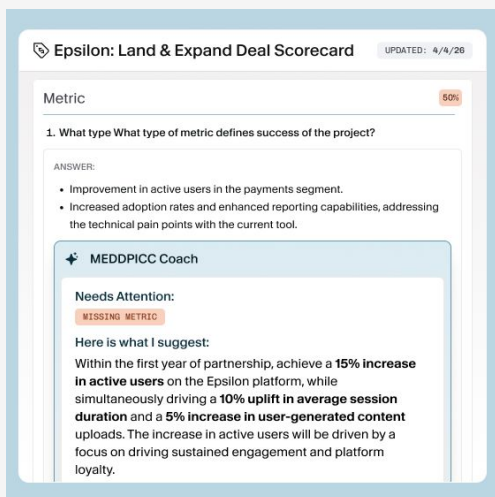 Epsilon: Land & Expand Deal Scorecard
UPDATED: 4/4/26
Metric
50%
1. What type What type of metric defines success of the project?
ANSWER:
• Improvement in active users in the payments segment.
• Increased adoption rates and enhanced reporting capabilities, addressing
the technical pain points with the current tool.
MEDDPICC Coach
Needs Attention:
MISSING METRIC
Here is what I suggest:
Within the first year of partnership, achieve a 15% increase
in active users on the Epsilon platform, while
simultaneously driving a 10% uplift in average session
duration and a 5% increase in user-generated content
uploads. The increase in active users will be driven by a
focus on driving sustained engagement and platform
loyalty.